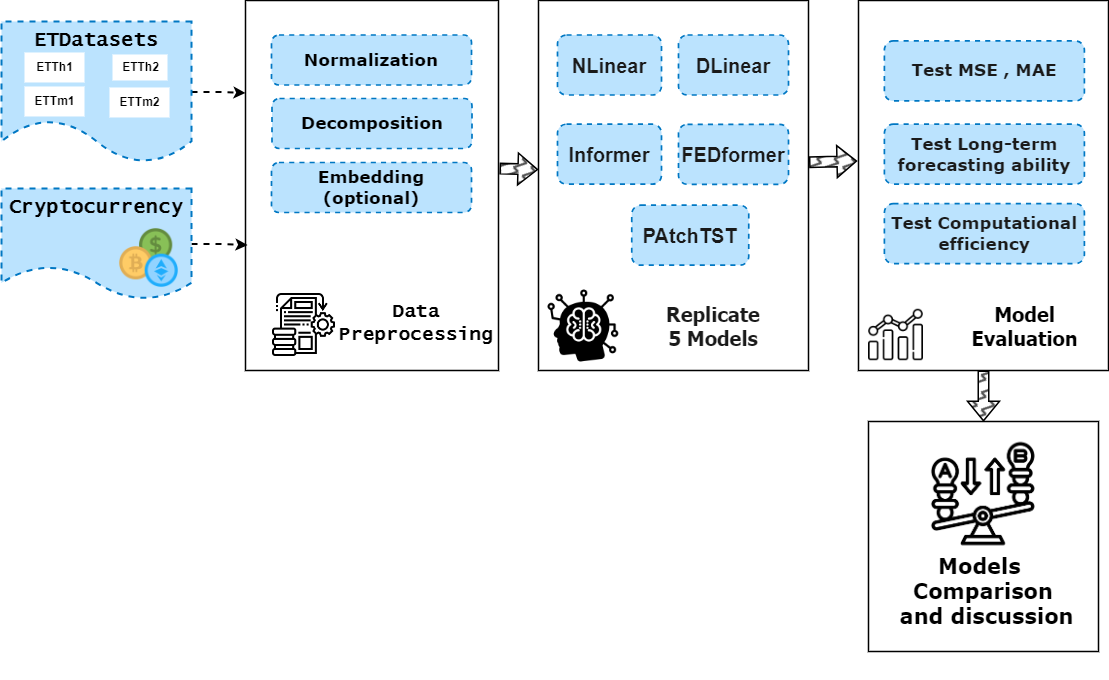 ETDatasets
ETTh1
ETTh2
ETTm1
ETTm2
Cryptocurrency
$
Normalization
Decomposition
Embedding
(optional)
Data
Preprocessing
NLinear
DLinear
Informer
FEDformer
PAtchTST
Replicate
5 Models
Test MSE , MAE
Test Long-term
forecasting ability
Test Computational
efficiency
Model
Evaluation
A
B
Models
Comparison
and discussion